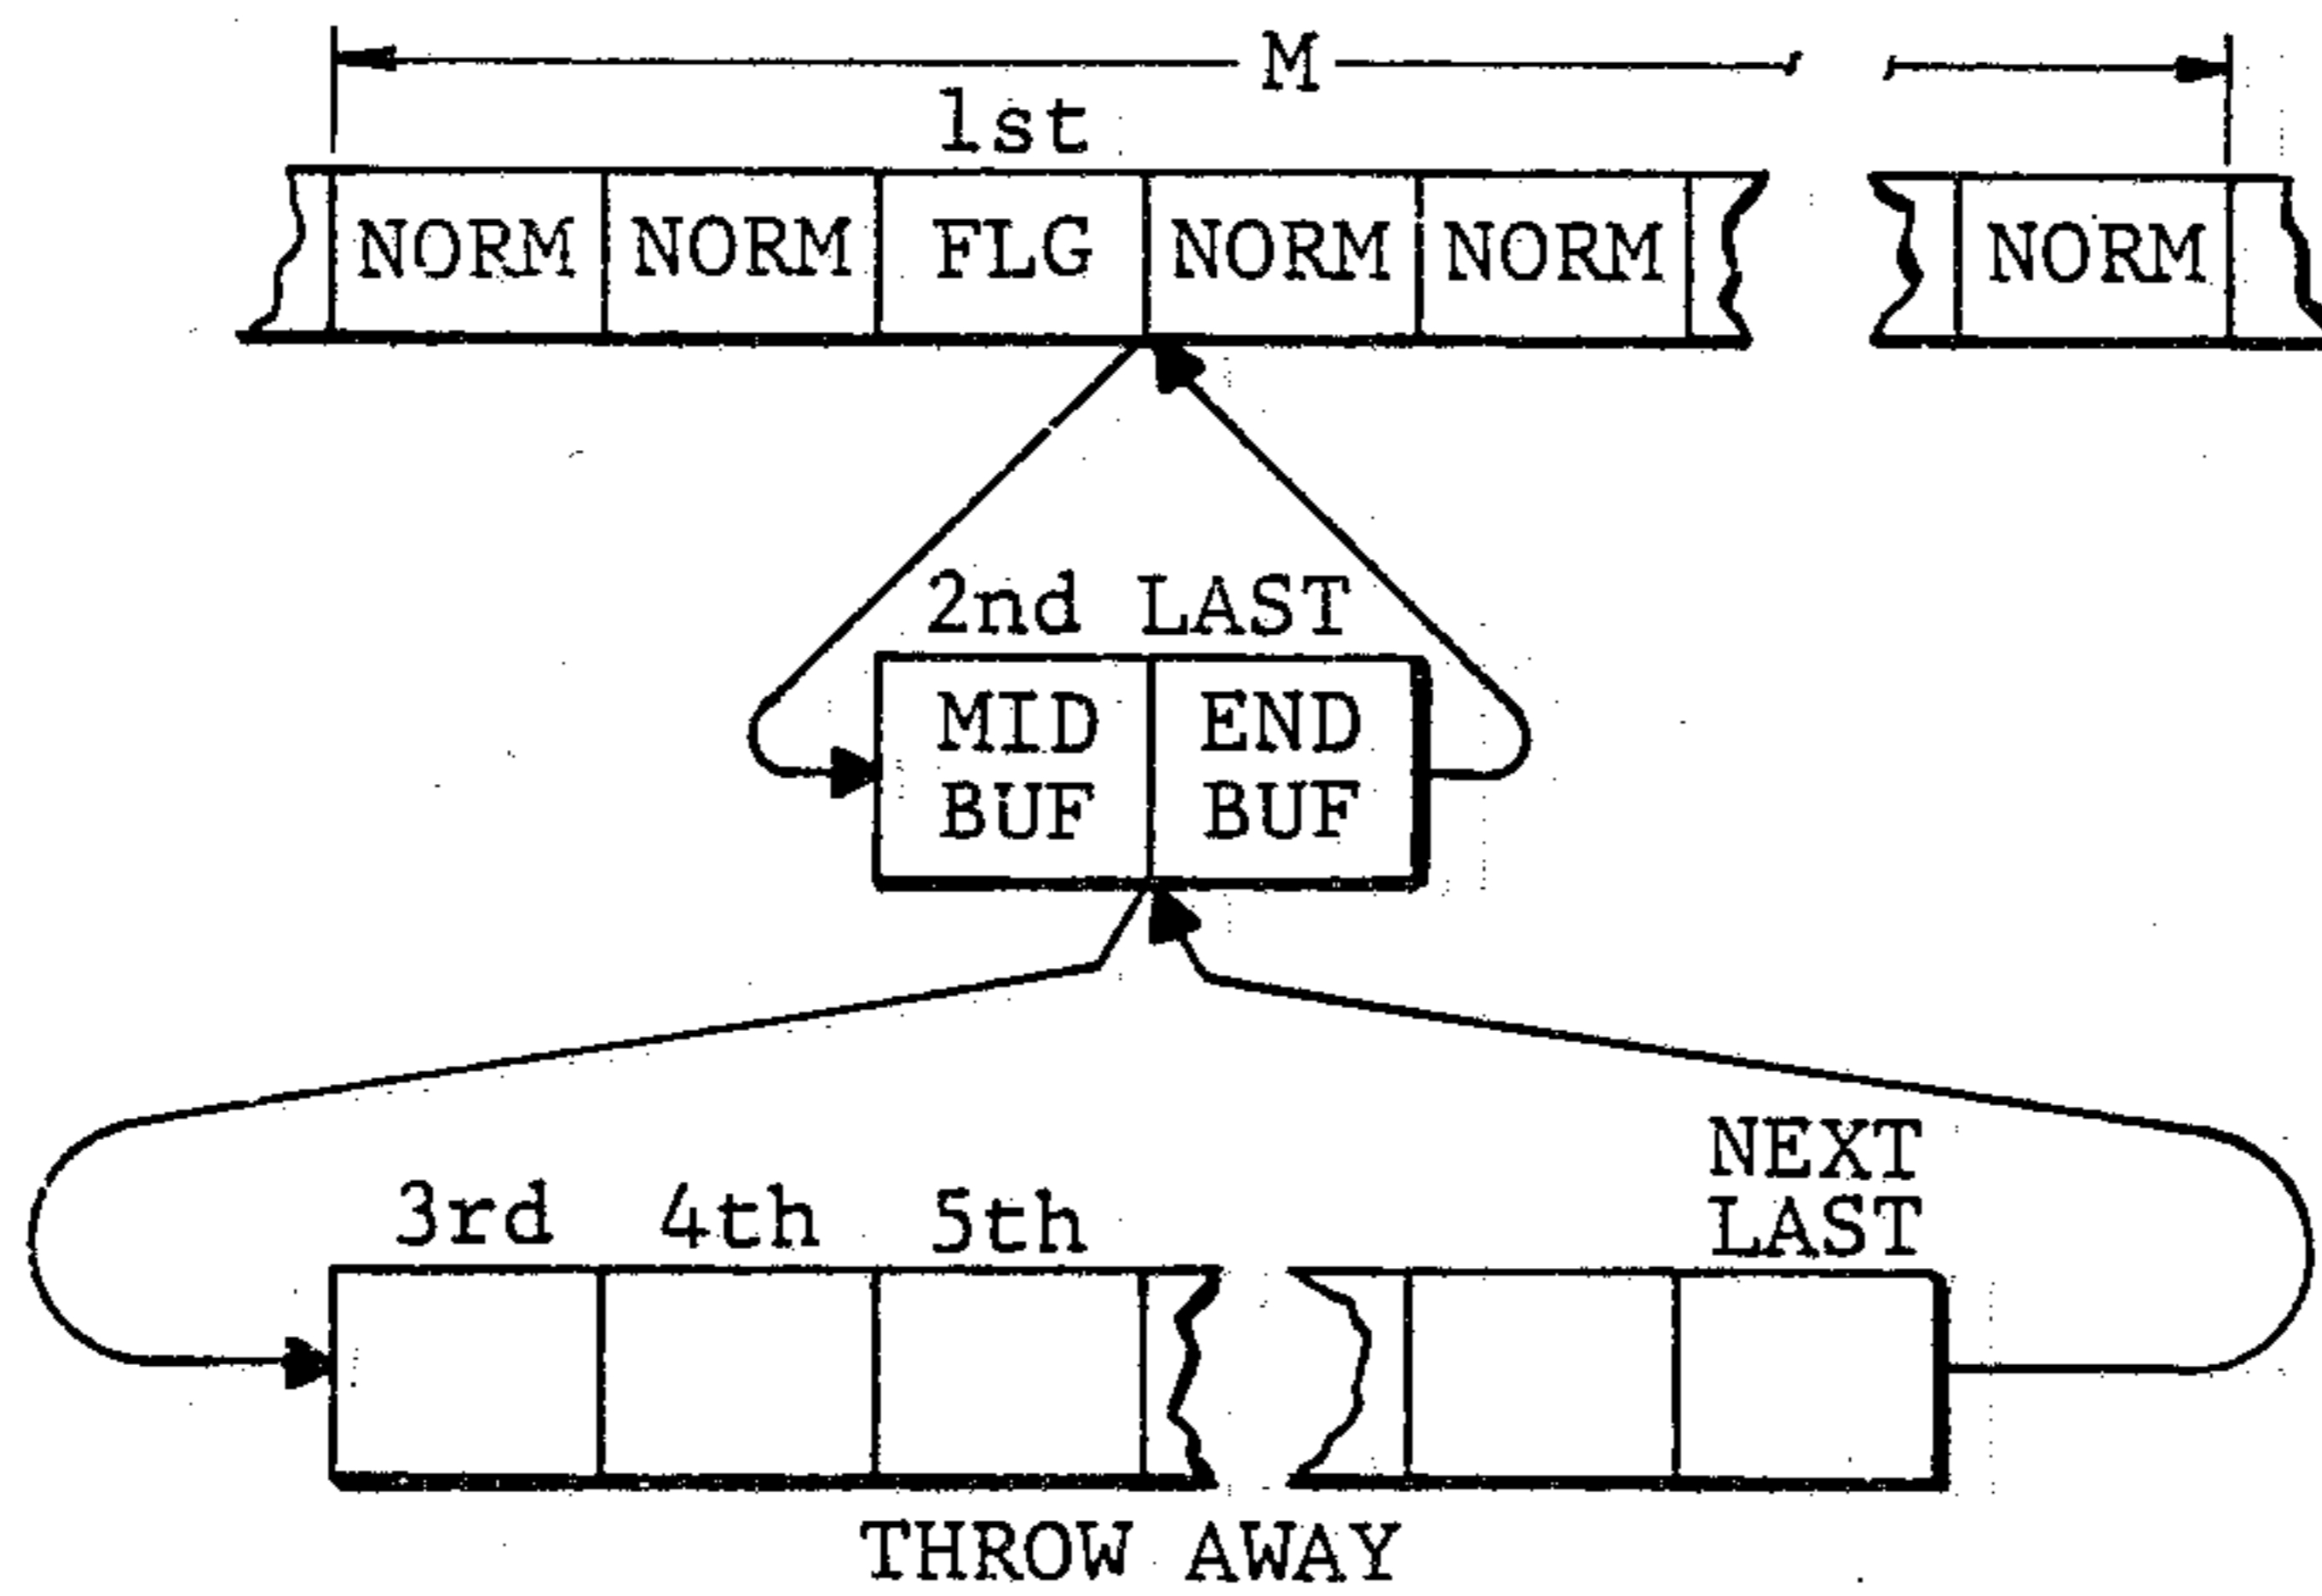 M
1st
NORM NORM FLG NORM NORM NORM
2nd LAST
MID END
BUF BUF
NEXT
3rd 4th 5th LAST
THROW AWAY